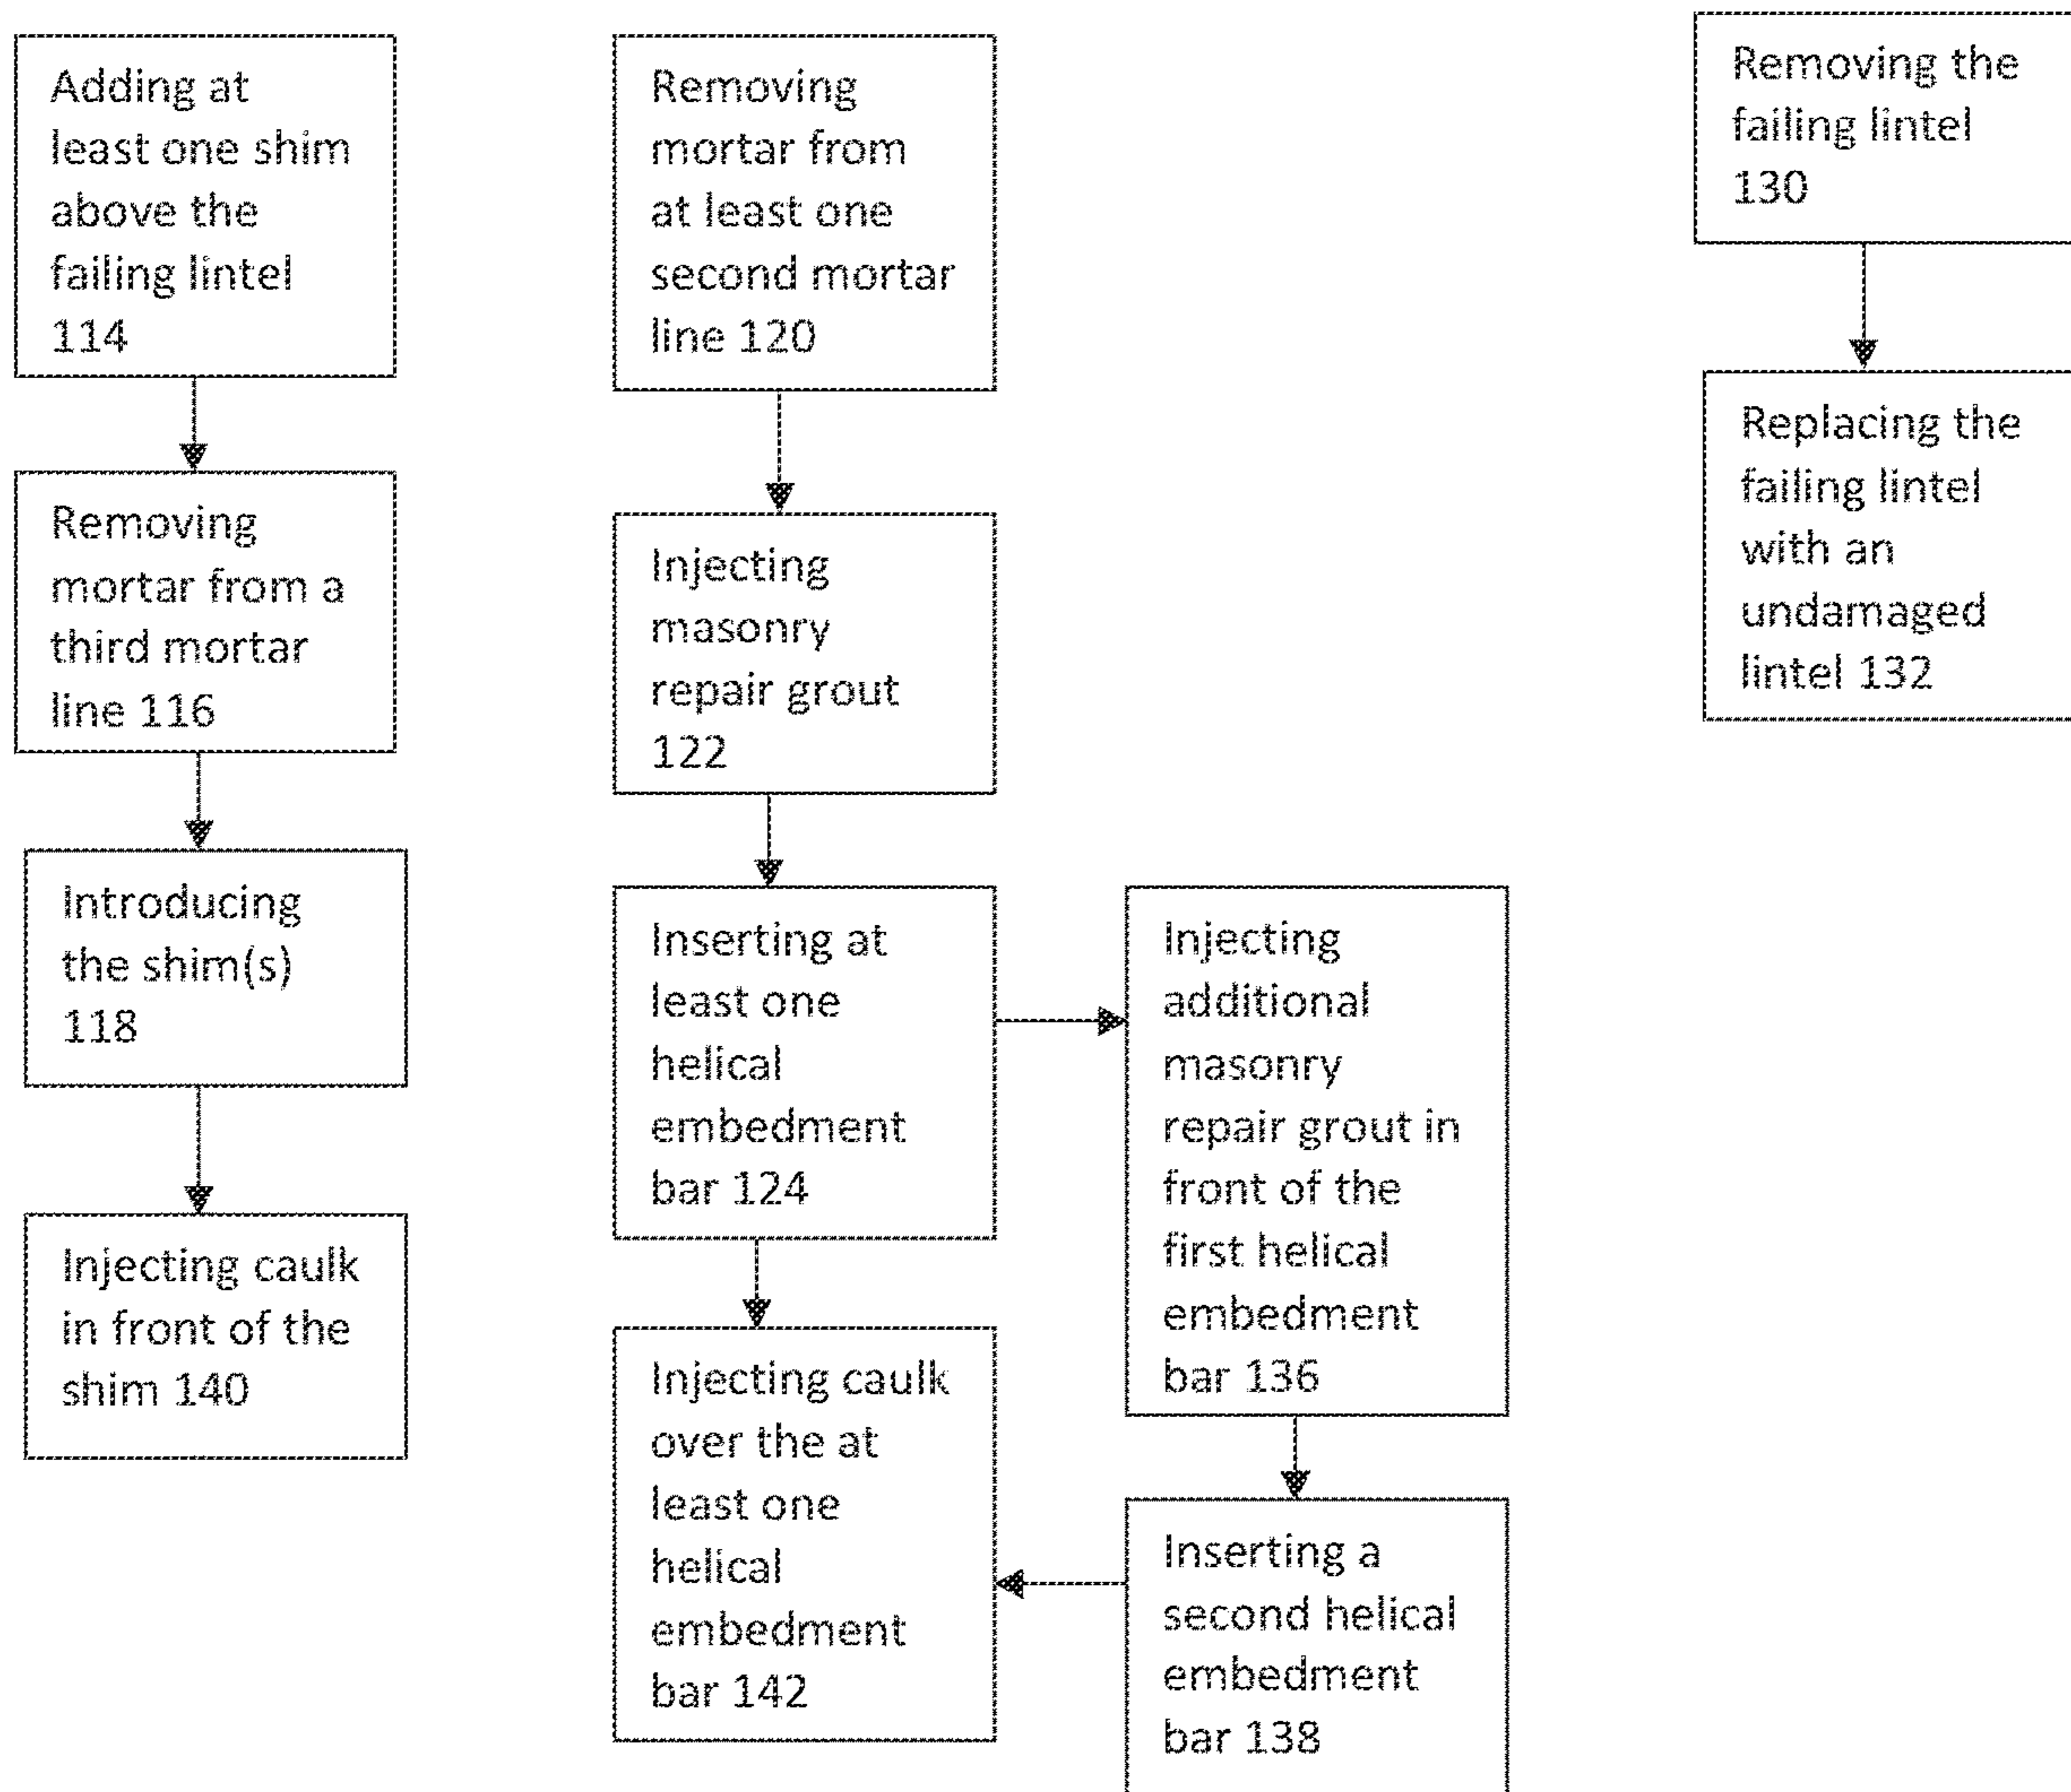 Adding at
least one shim
above the
failing lintel
114
Removing
mortar from a
third mortar
line 116
Introducing
the shim(s)
118
Injecting caulk
in front of the
shim 140
Removing
mortar from
at least one
second mortar
line 120
Injecting
masonry
repair grout
122
Inserting at
least one
helical
embedment
bar 124
Injecting caulk
over the at
least one
helical
embedment
bar 142
Injecting
additional
masonry
repair grout in
front of the
first helical
embedment
bar 136
Inserting a
second helical
embedment
bar 138
Removing the
failing lintel
130
Replacing the
failing lintel
with an
undamaged
lintel 132